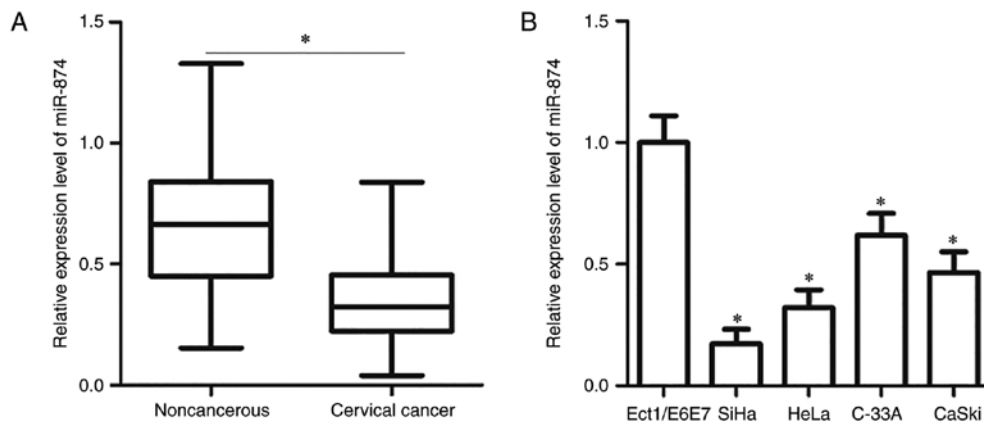 A
Relative expression level of miR-874
1.5
1.0
0.5
0.0
*
Noncancerous Cervical cancer
B
Relative expression level of miR-874
1.5
1.0
0.5
0.0
* * * *
Ect1/E6E7 SiHa HeLa C-33A CaSki